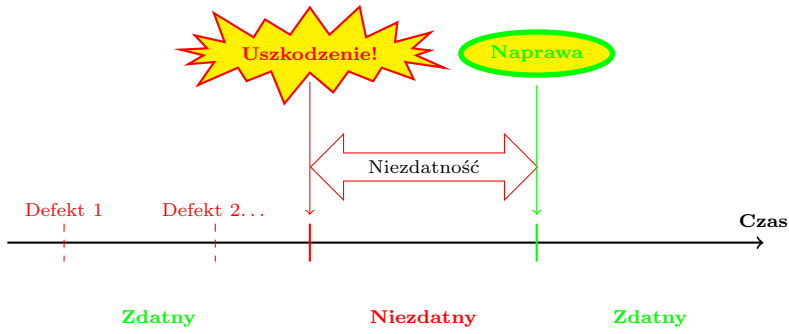 Uszkodzenie!
Naprawa
Niezdatność
Defekt 1
Defekt 2...
Czas
Zdatny
Niezdatny
Zdatny